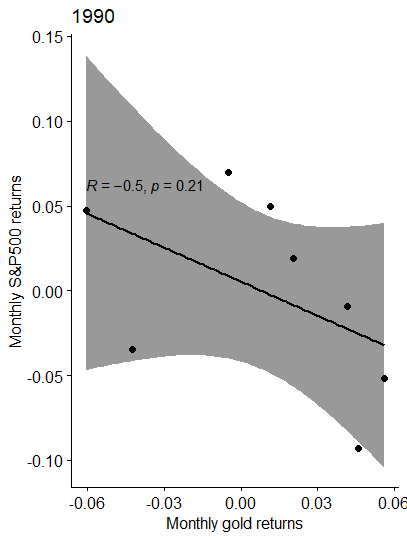 1990
0.15
0.10
R = −0.5, p = 0.21
0.05
0.00
-0.05
-0.10
Monthly S&P500 returns
-0.06 -0.03 0.00 0.03 0.06
Monthly gold returns